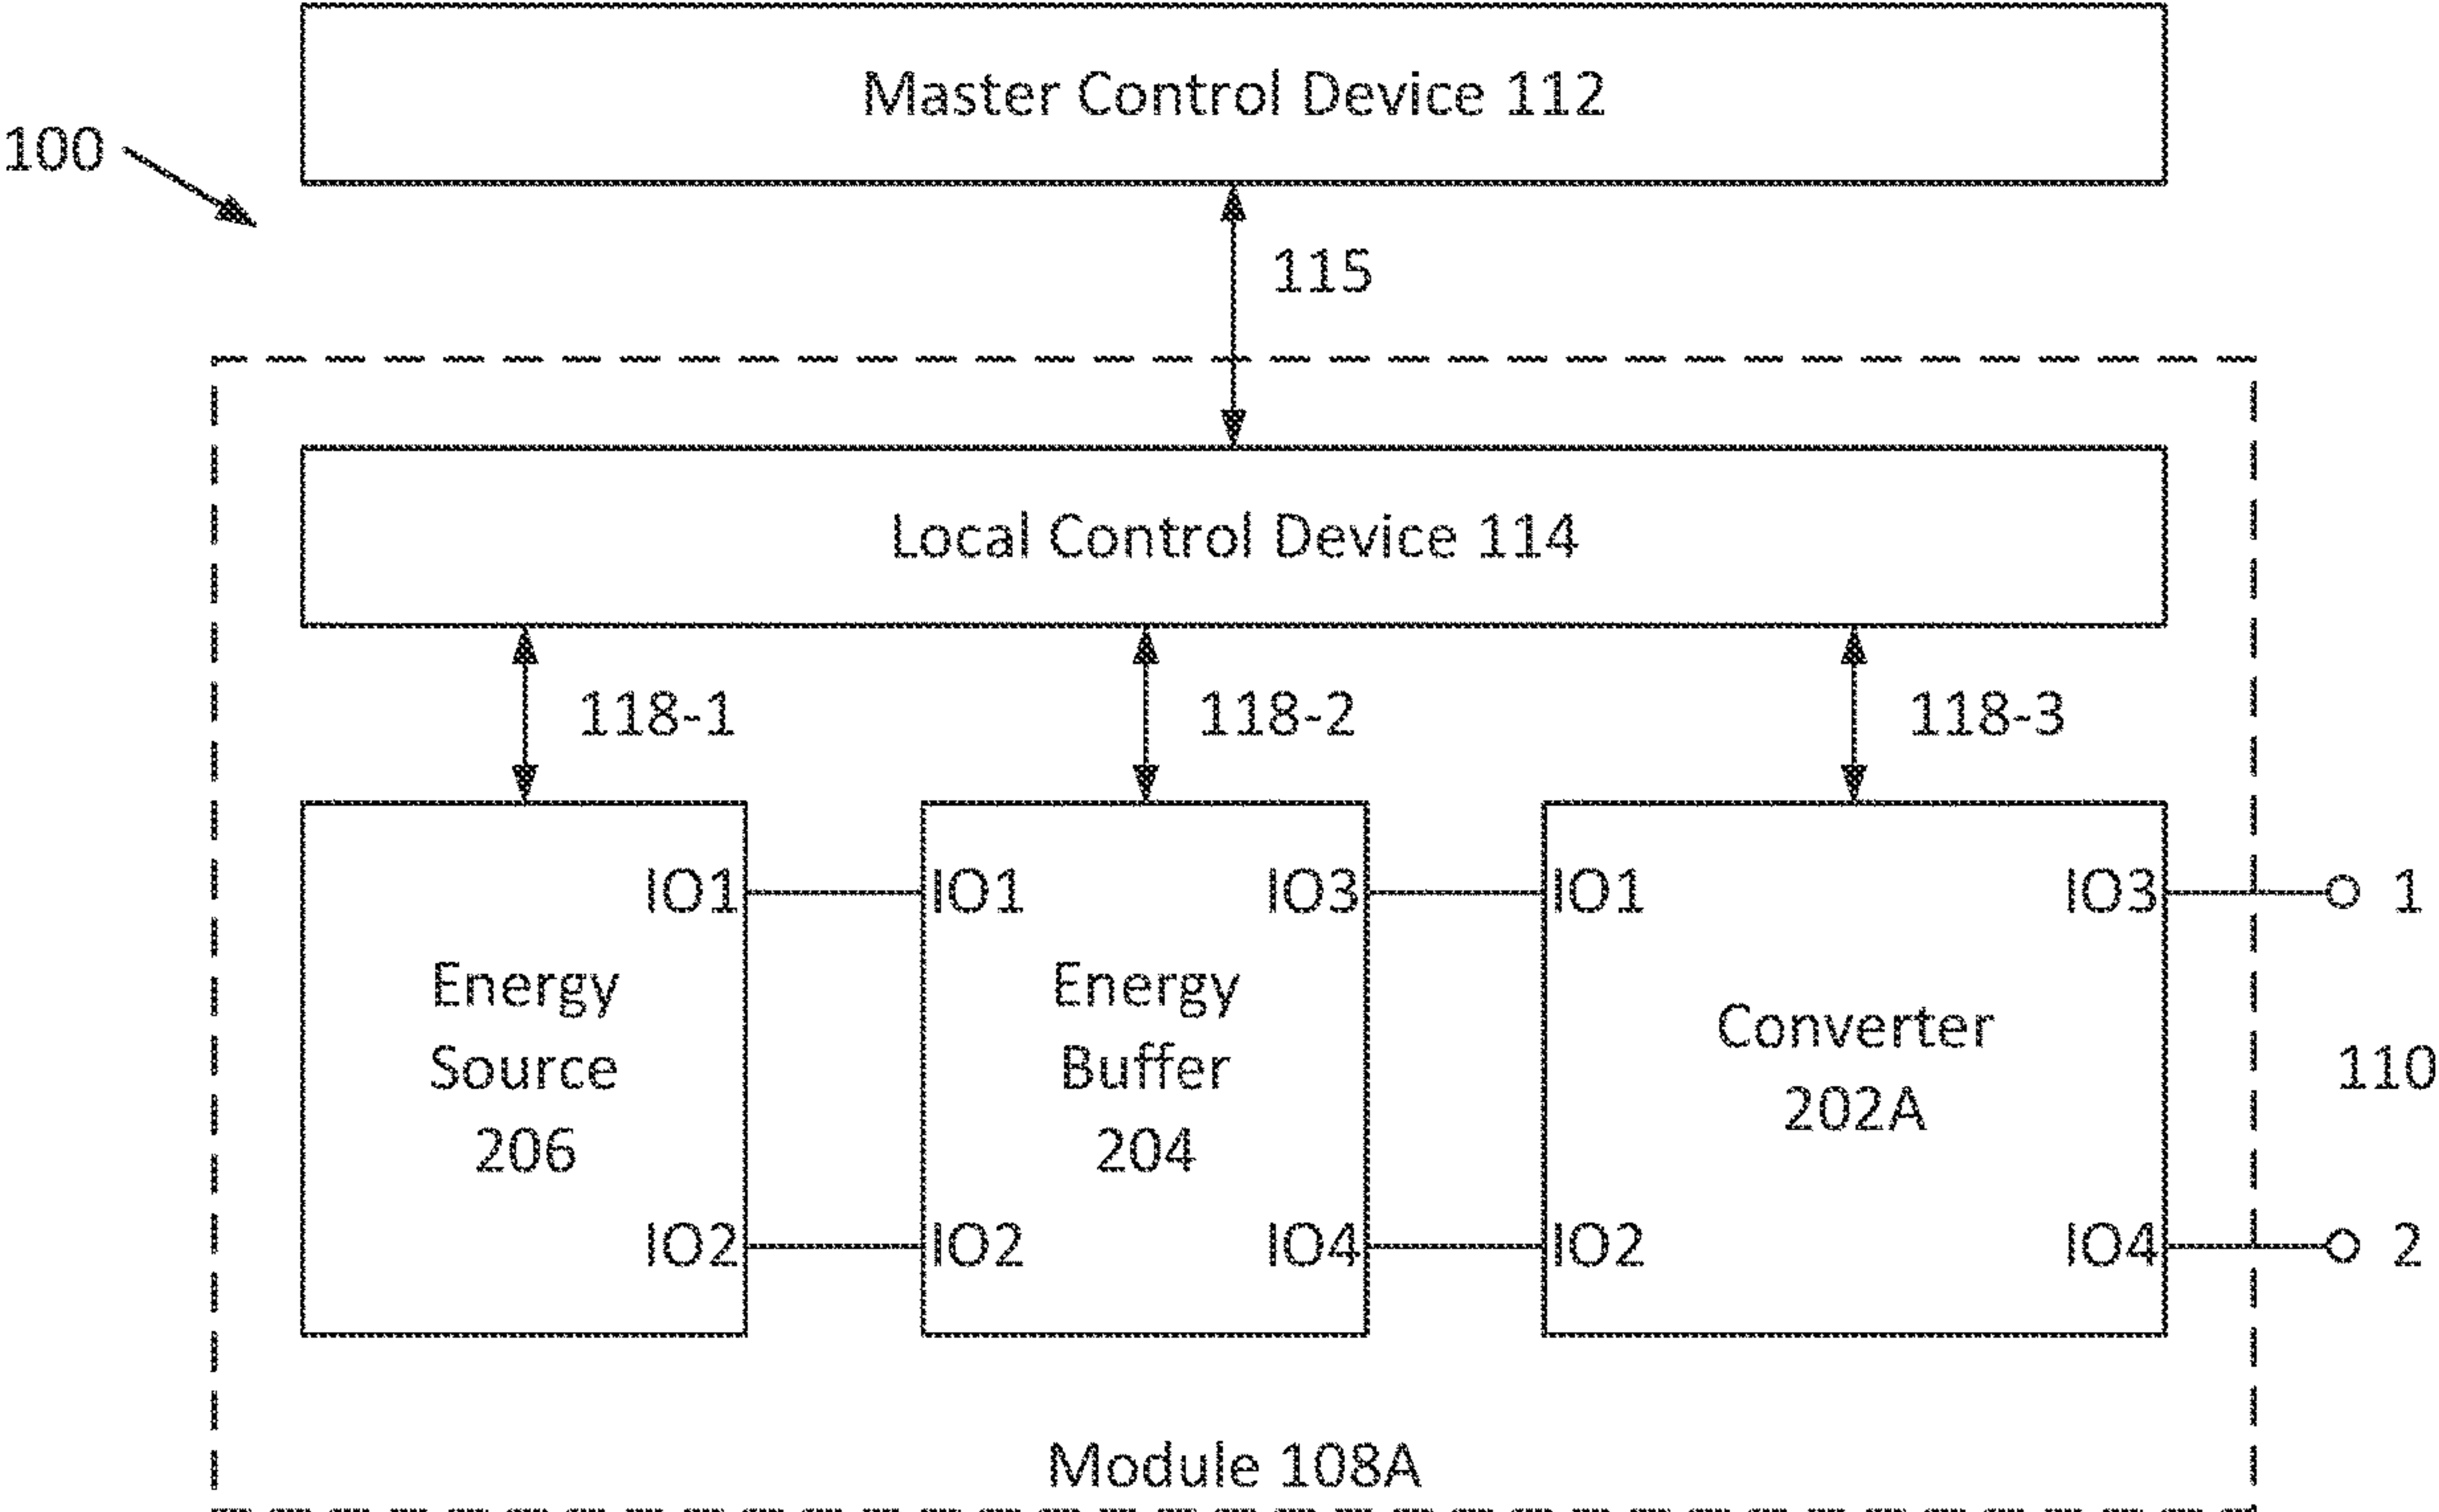 Master Control Device 112
100
115
Local Control Device 114
118-1 118-2 118-3
IO1 IO1 IO3 IO1 IO3 1
Energy
Source
206
Energy
Buffer
204
Converter
202A
110
IO2 IO2 IO4 IO2 IO4 2
Module 108A